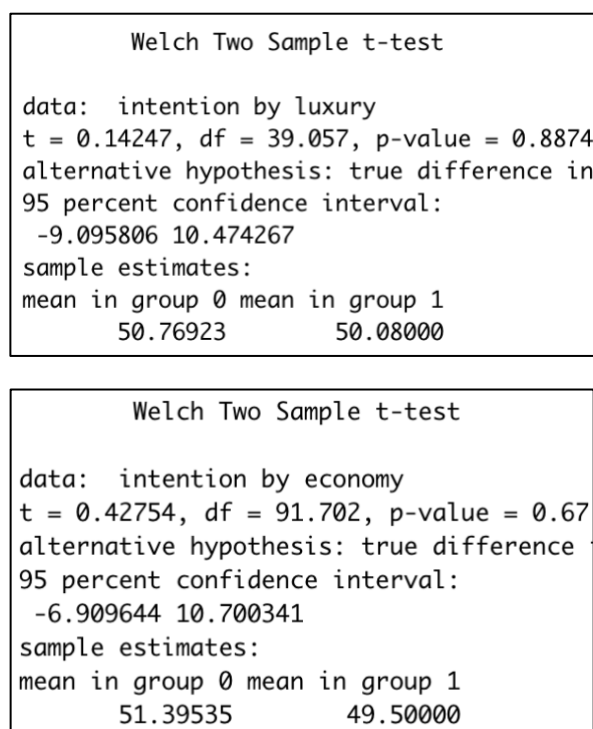 Welch Two Sample t-test
data:  intention by luxury
t = 0.14247, df = 39.057, p-value = 0.8874
alternative hypothesis: true difference in
95 percent confidence interval:
-9.095806 10.474267
sample estimates:
mean in group 0 mean in group 1
50.76923 50.08000
Welch Two Sample t-test
data:  intention by economy
t = 0.42754, df = 91.702, p-value = 0.67
alternative hypothesis: true difference
95 percent confidence interval:
-6.909644 10.700341
sample estimates:
mean in group 0 mean in group 1
51.39535 49.50000